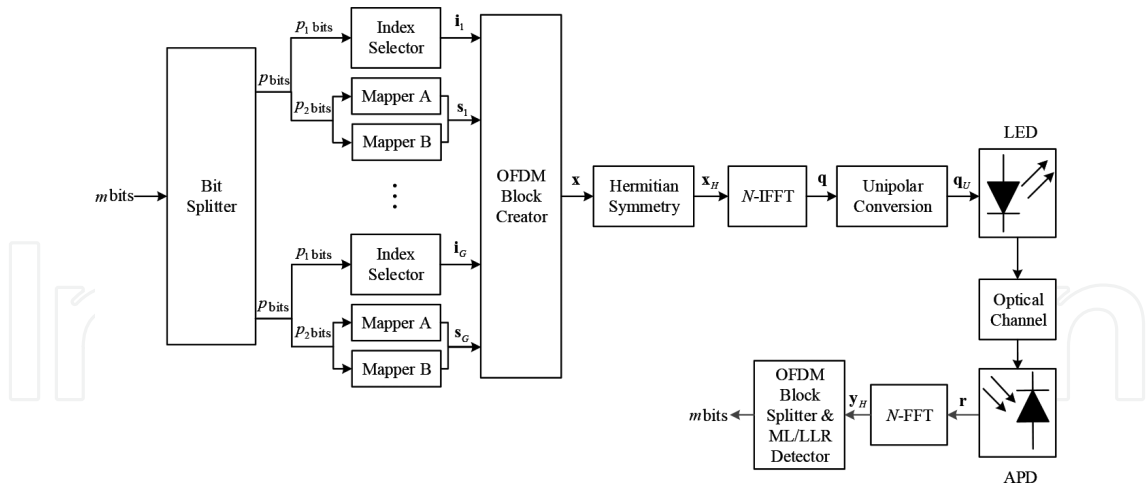 m bits
Bit
Splitter
p bits
p1 bits
Index
Selector
i1
p2 bits
Mapper A
Mapper B
s1
...
p bits
p1 bits
Index
Selector
iG
p2 bits
Mapper A
Mapper B
sG
OFDM
Block
Creator
x
Hermitian
Symmetry
xH
N-IFFT
q
Unipolar
Conversion
qU
LED
Optical
Channel
APD
r
N-FFT
yH
OFDM
Block
Splitter &
ML/LLR
Detector
m bits